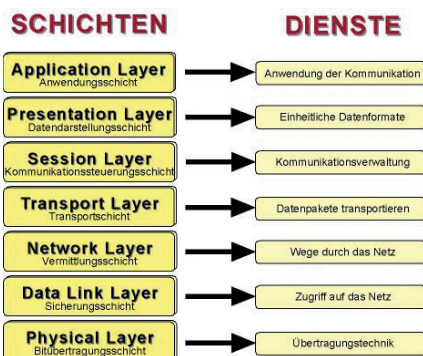 SCHICHTEN
DIENSTE
Application Layer
Anwendungsschicht
Anwendung der Kommunikation
Presentation Layer
Datendarstellungsschicht
Einheitliche Datenformate
Session Layer
Kommunikationssteuerungsschicht
Kommunikationsverwaltung
Transport Layer
Transportschicht
Datenpakete transportieren
Network Layer
Vermittlungsschicht
Wege durch das Netz
Data Link Layer
Sicherungsschicht
Zugriff auf das Netz
Physical Layer
Bitübertragungsschicht
Übertragungstechnik